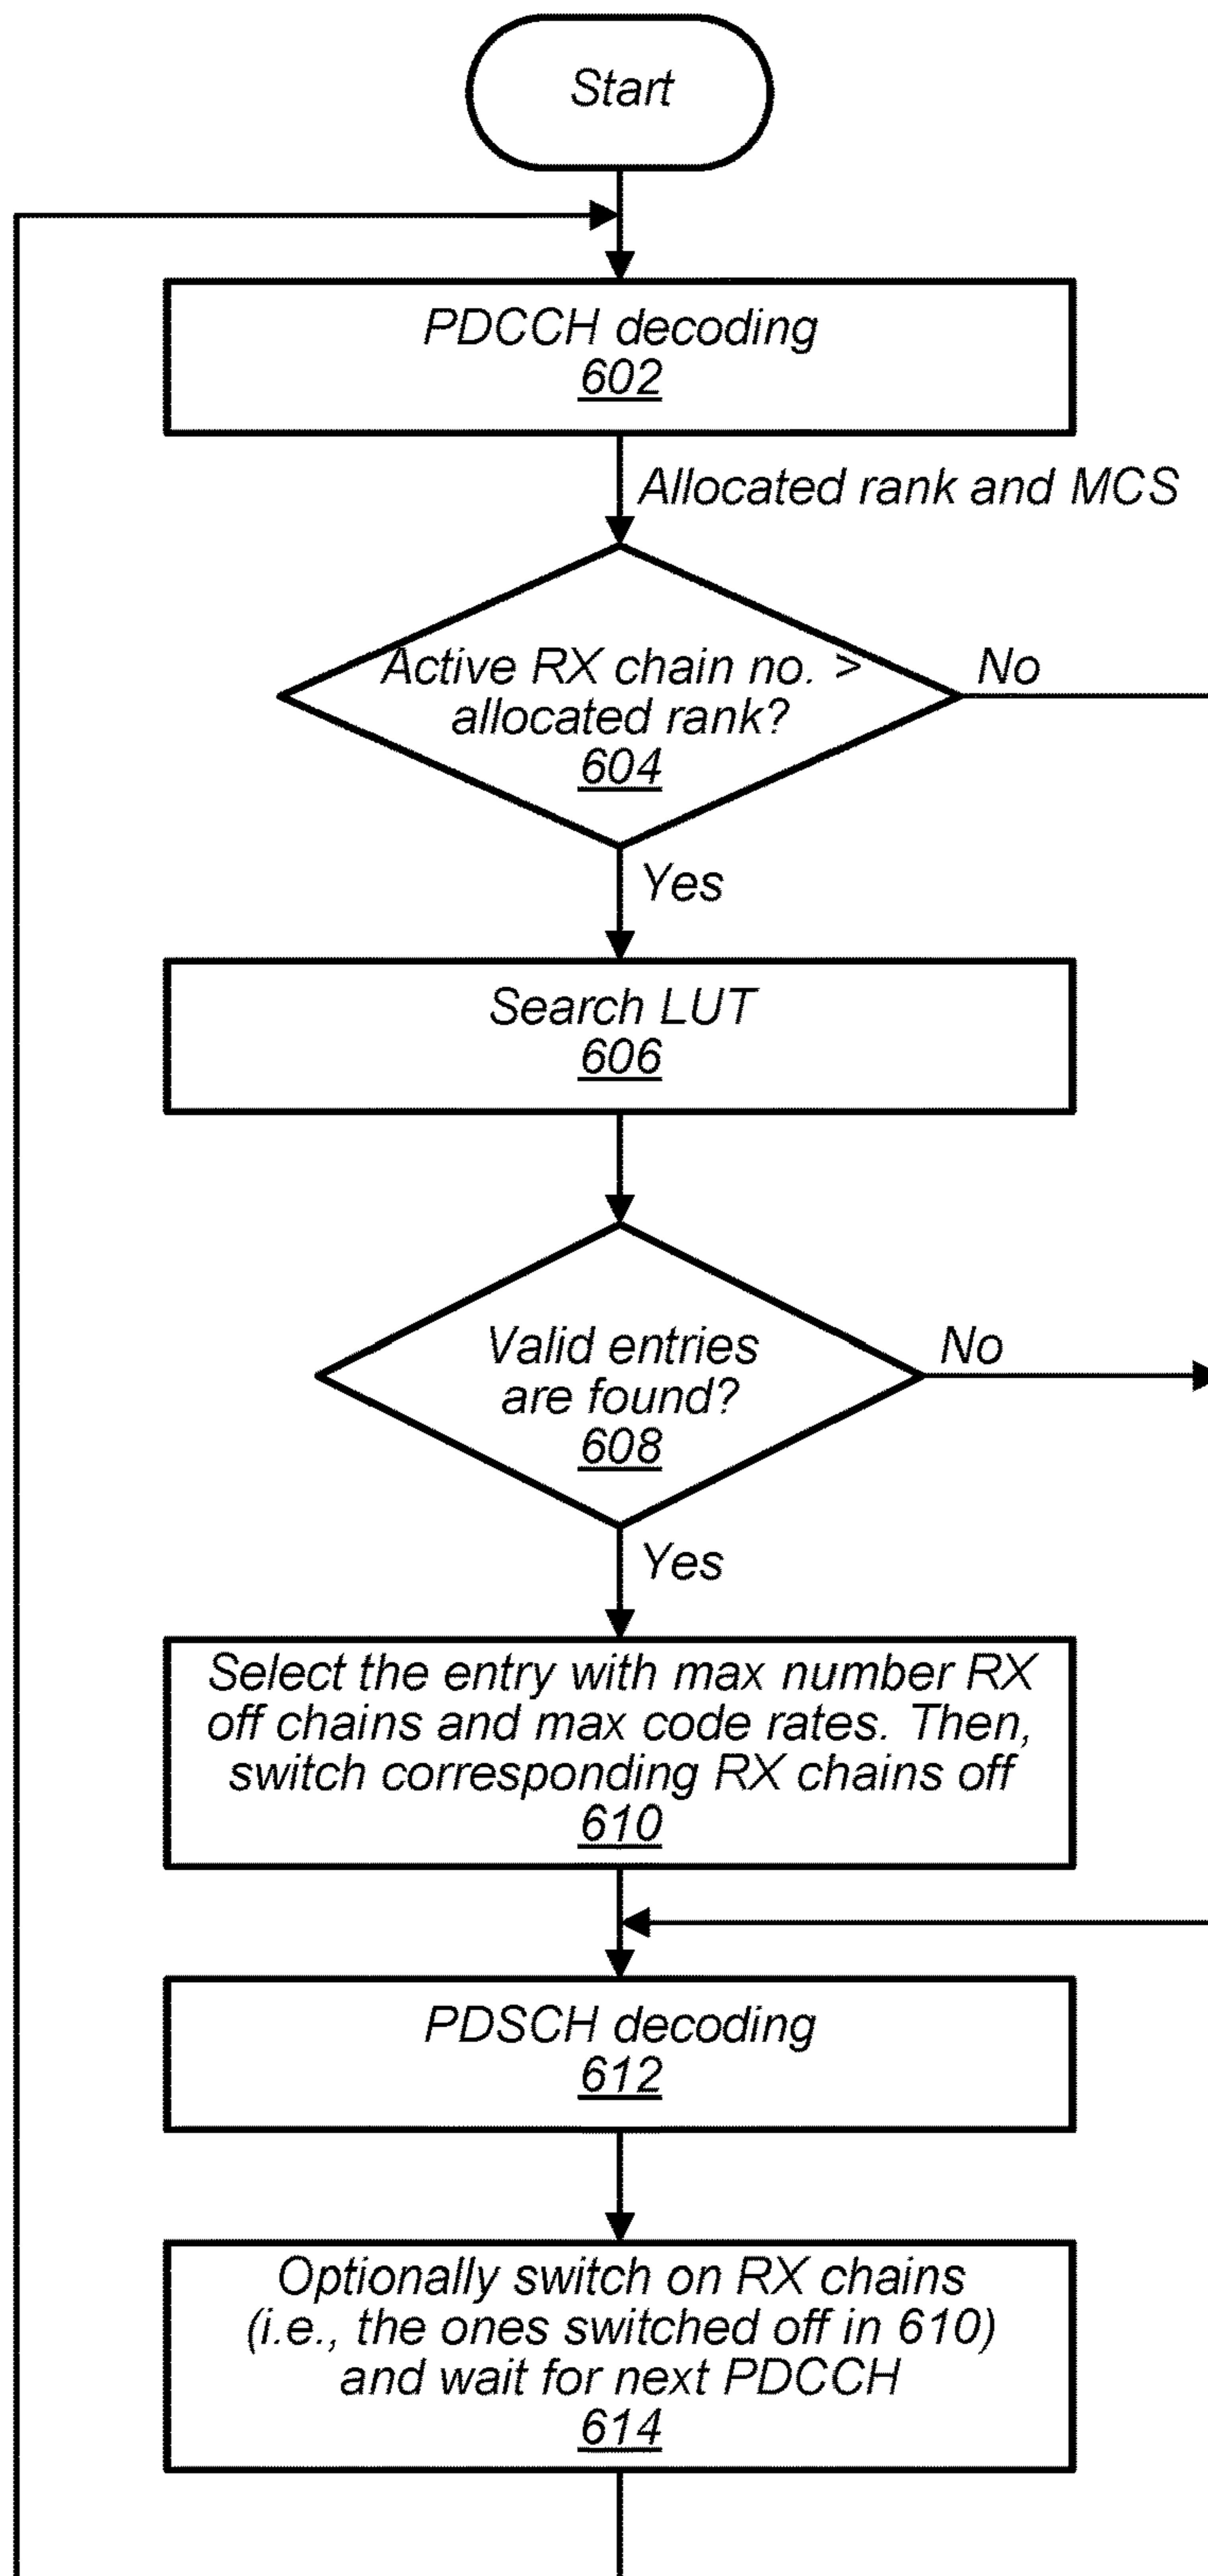 Start
PDCCH decoding
602
Allocated rank and MCS
Active RX chain no. >
allocated rank?
604
No
Yes
Search LUT
606
Valid entries
are found?
608
No
Yes
Select the entry with max number RX
off chains and max code rates. Then,
switch corresponding RX chains off
610
PDSCH decoding
612
Optionally switch on RX chains
(i.e., the ones switched off in 610)
and wait for next PDCCH
614